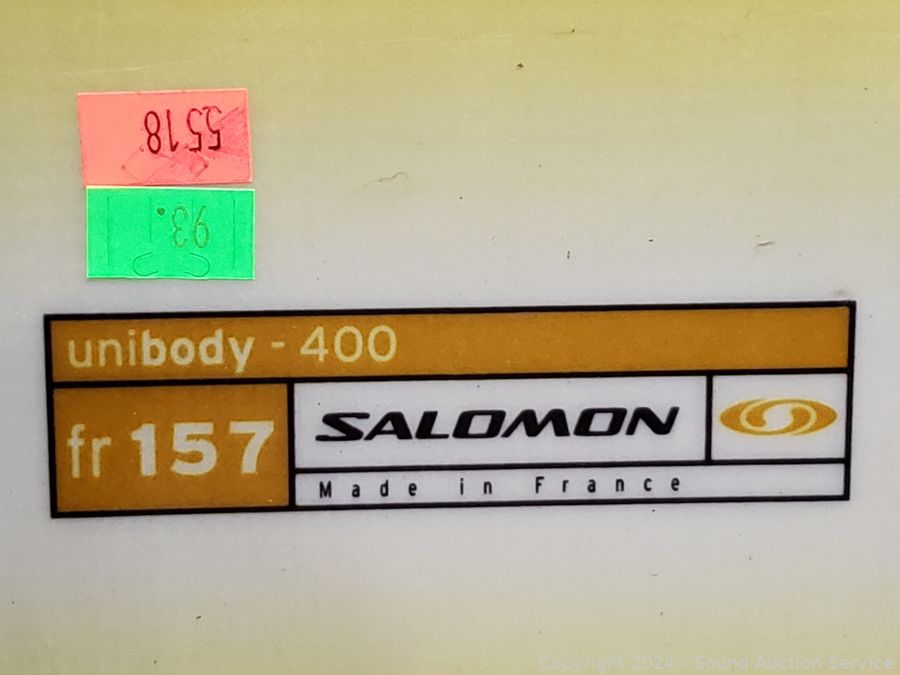 5518
93.
unibody - 400
fr 157
SALOMON
Made in France
Copyright 2024 - Sound Auction Service